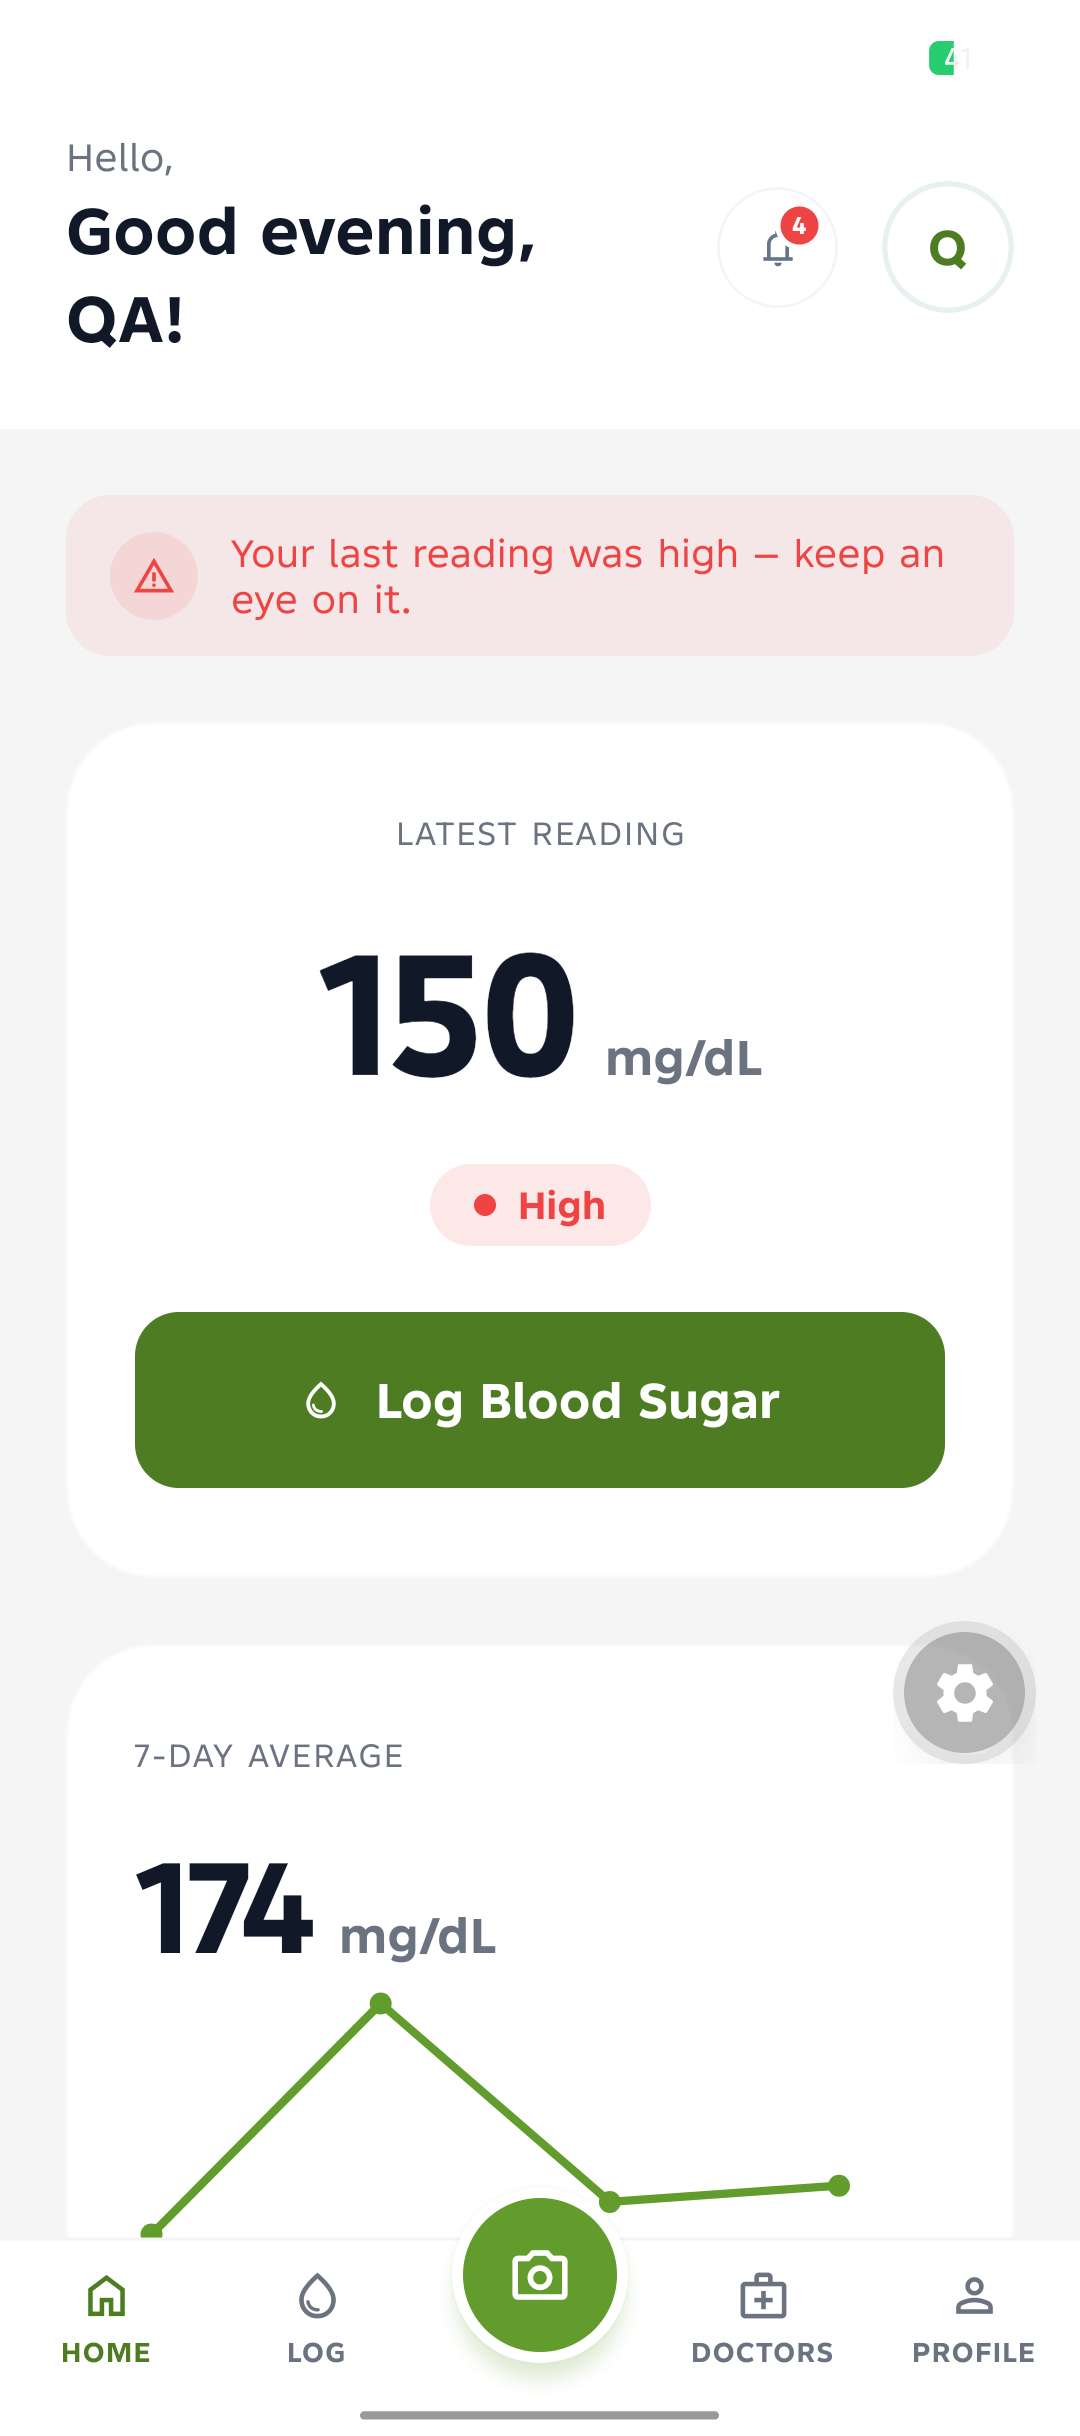 41
Hello,
Good evening,
QA!
4
Q
Your last reading was high – keep an
eye on it.
LATEST READING
150 mg/dL
High
Log Blood Sugar
7-DAY AVERAGE
174 mg/dL
HOME
LOG
DOCTORS
PROFILE